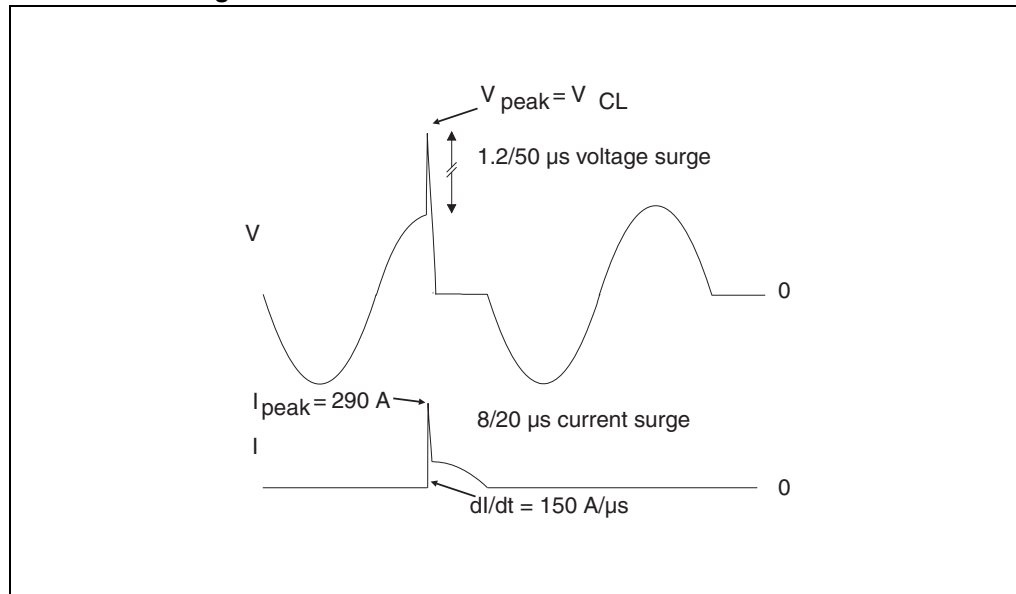 V peak = V CL
1.2/50 µs voltage surge
V
0
I peak = 290 A
8/20 µs current surge
I
0
dI/dt = 150 A/µs